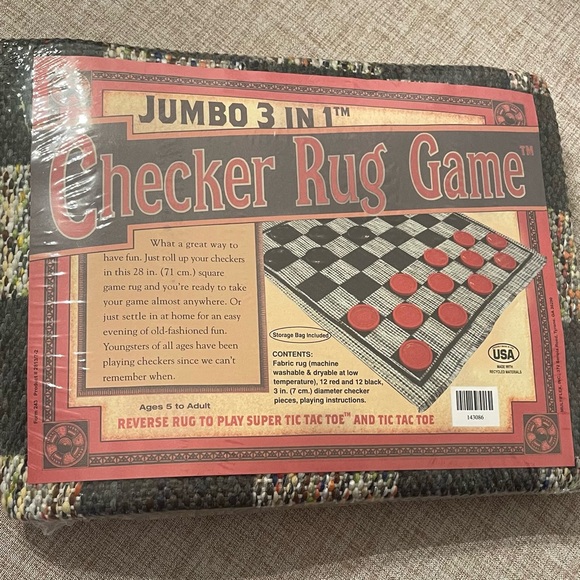 JUMBO 3 IN 1™
Checker Rug Game™
What a great way to
have fun. Just roll up your checkers
in this 28 in. (71 cm.) square
game rug and you're ready to take
your game almost anywhere. Or
just settle in at home for an easy
evening of old-fashioned fun.
Youngsters of all ages have been
playing checkers since we can't
remember when.
Ages 5 to Adult
Storage Bag Included
CONTENTS:
Fabric rug (machine
washable & dryable at low
temperature), 12 red and 12 black,
3 in. (7 cm.) diameter checker
pieces, playing instructions.
USA
MADE WITH
RECYCLED MATERIALS
143086
REVERSE RUG TO PLAY SUPER TIC TAC TOE™ AND TIC TAC TOE